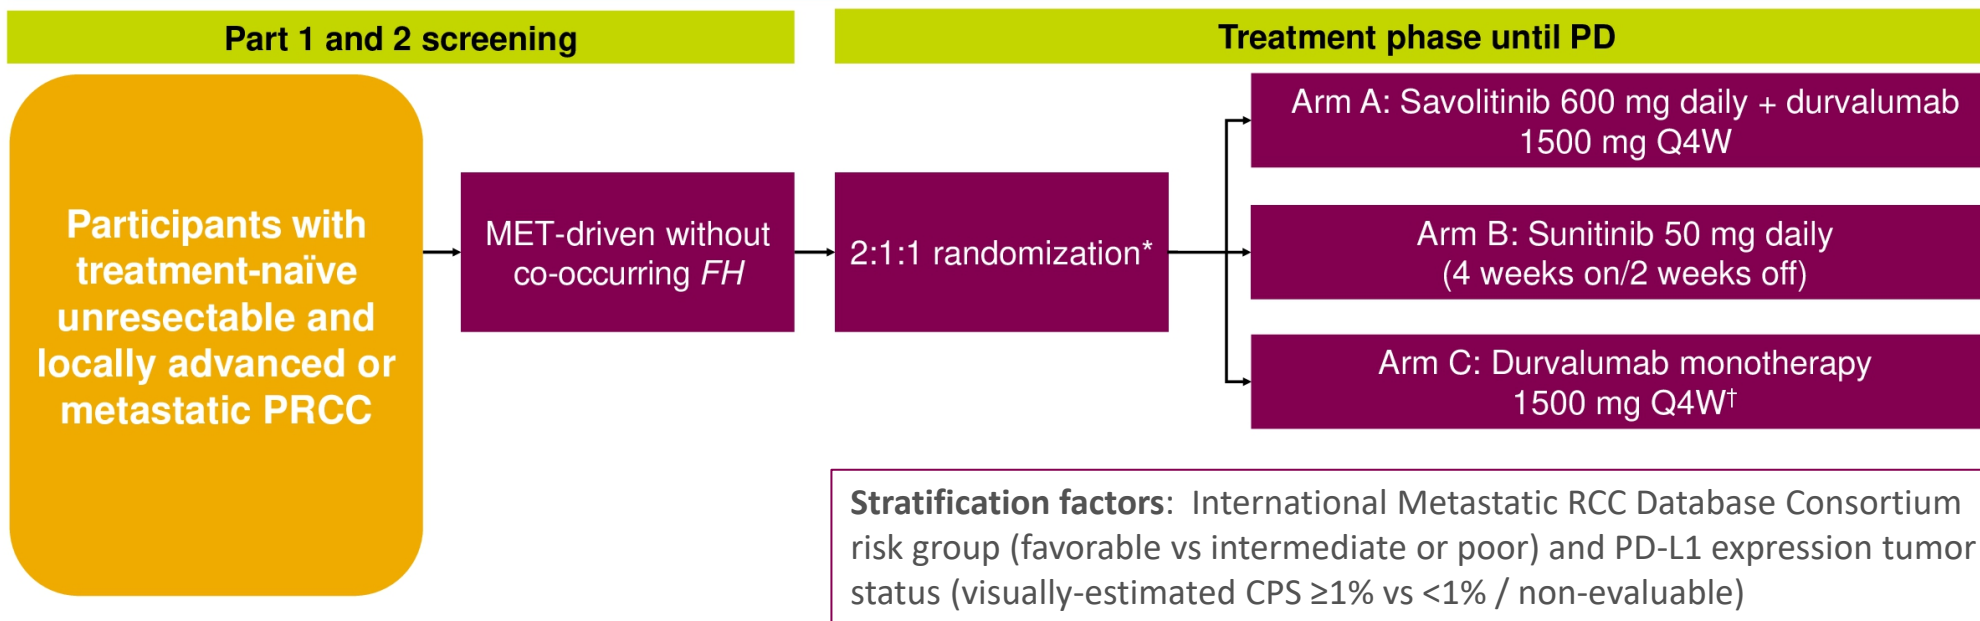 Part 1 and 2 screening
Treatment phase until PD
Participants with
treatment-naïve
unresectable and
locally advanced or
metastatic PRCC
MET-driven without
co-occurring FH
2:1:1 randomization*
Arm A: Savolitinib 600 mg daily + durvalumab
1500 mg Q4W
Arm B: Sunitinib 50 mg daily
(4 weeks on/2 weeks off)
Arm C: Durvalumab monotherapy
1500 mg Q4W†
Stratification factors: International Metastatic RCC Database Consortium
risk group (favorable vs intermediate or poor) and PD-L1 expression tumor
status (visually-estimated CPS ≥1% vs <1% / non-evaluable)